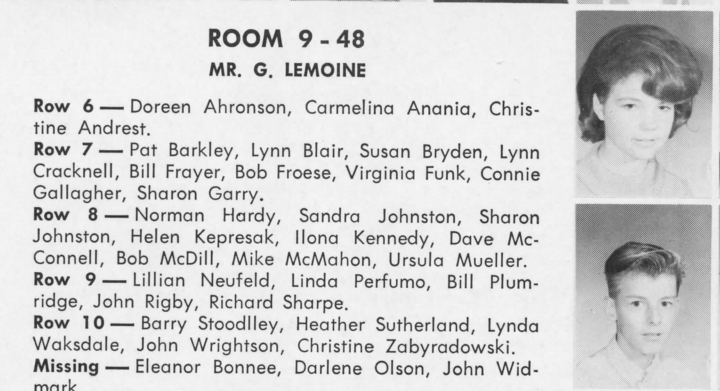 ROOM 9 - 48
MR. G. LEMOINE
Row 6 — Doreen Ahronson, Carmelina Anania, Chris-
tine Andrest.
Row 7 — Pat Barkley, Lynn Blair, Susan Bryden, Lynn
Cracknell, Bill Frayer, Bob Froese, Virginia Funk, Connie
Gallagher, Sharon Garry.
Row 8 — Norman Hardy, Sandra Johnston, Sharon
Johnston, Helen Kepresak, Ilona Kennedy, Dave Mc-
Connell, Bob McDill, Mike McMahon, Ursula Mueller.
Row 9 — Lillian Neufeld, Linda Perfumo, Bill Plum-
ridge, John Rigby, Richard Sharpe.
Row 10 — Barry Stoodlley, Heather Sutherland, Lynda
Waksdale, John Wrightson, Christine Zabyradowski.
Missing — Eleanor Bonnee, Darlene Olson, John Wid-
mark.